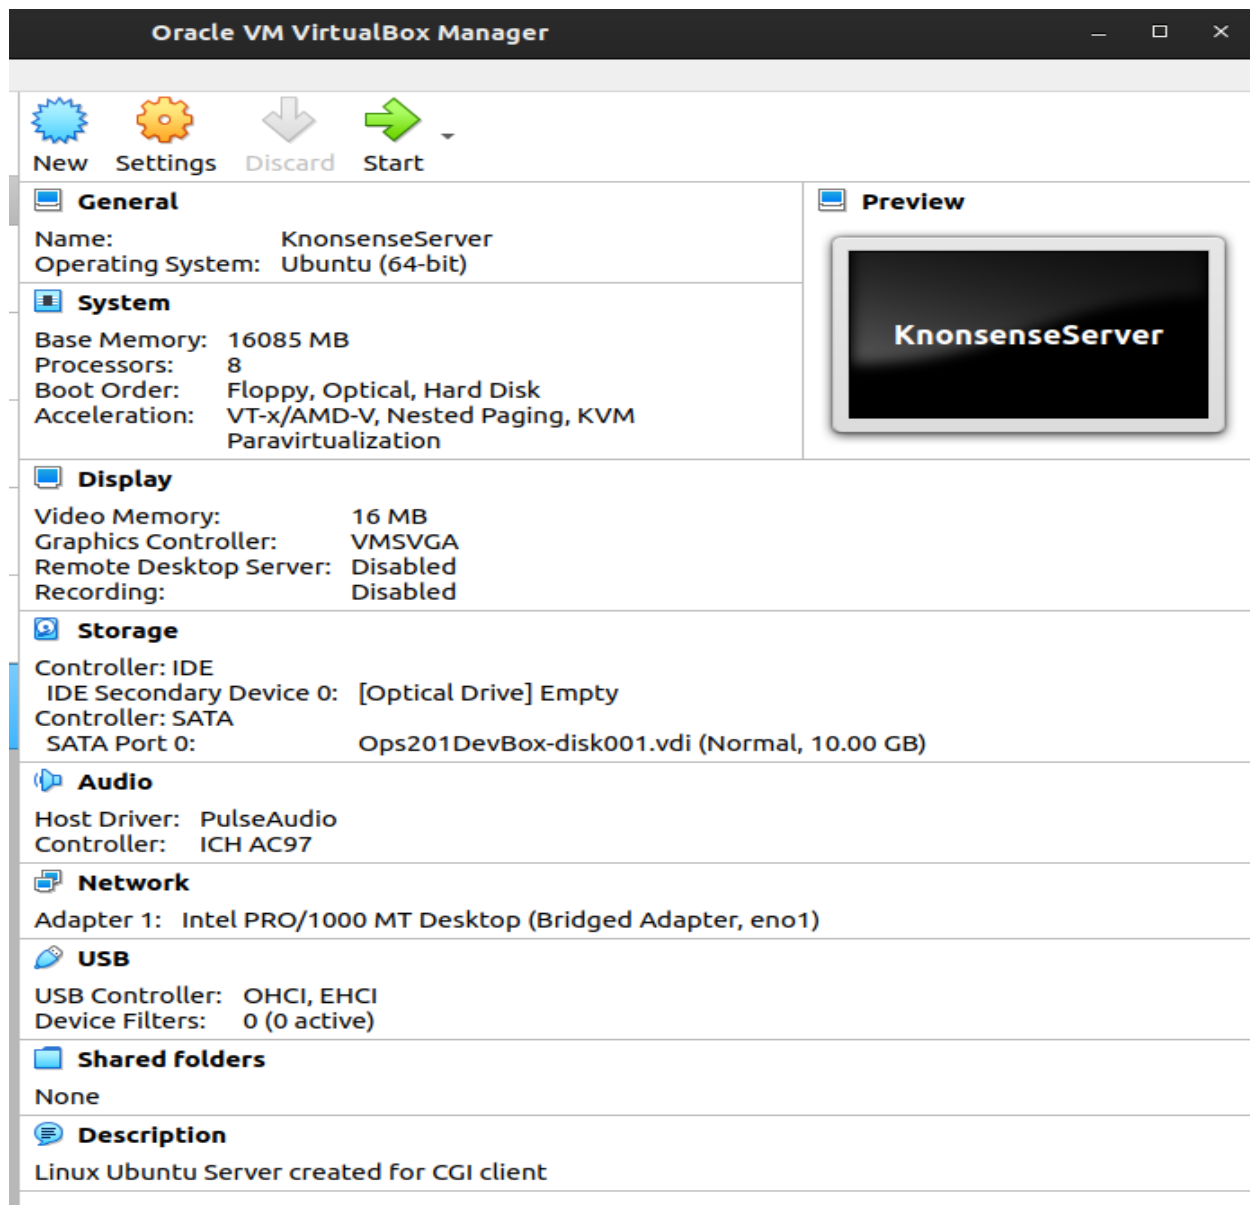 Oracle VM VirtualBox Manager
New Settings Discard Start
General
Name: KnonsenseServer
Operating System: Ubuntu (64-bit)
Preview
KnonsenseServer
System
Base Memory: 16085 MB
Processors: 8
Boot Order: Floppy, Optical, Hard Disk
Acceleration: VT-x/AMD-V, Nested Paging, KVM
Paravirtualization
Display
Video Memory: 16 MB
Graphics Controller: VMSVGA
Remote Desktop Server: Disabled
Recording: Disabled
Storage
Controller: IDE
IDE Secondary Device 0: [Optical Drive] Empty
Controller: SATA
SATA Port 0: Ops201DevBox-disk001.vdi (Normal, 10.00 GB)
Audio
Host Driver: PulseAudio
Controller: ICH AC97
Network
Adapter 1: Intel PRO/1000 MT Desktop (Bridged Adapter, eno1)
USB
USB Controller: OHCI, EHCI
Device Filters: 0 (0 active)
Shared folders
None
Description
Linux Ubuntu Server created for CGI client